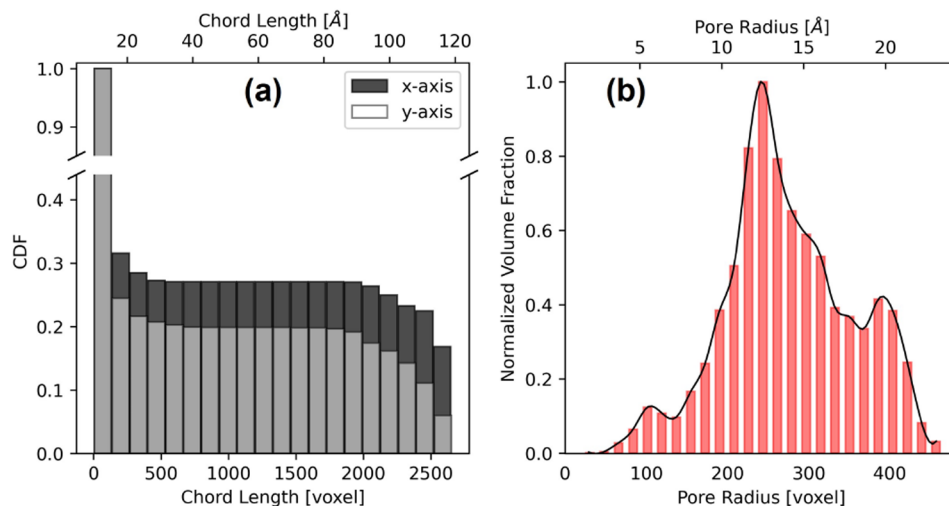 Chord Length [Å]
20 40 60 80 100 120
(a)
x-axis
y-axis
1.0
0.9
0.4
0.3
0.2
0.1
0.0
CDF
0 500 1000 1500 2000 2500
Chord Length [voxel]
Pore Radius [Å]
5 10 15 20
(b)
1.0
0.8
0.6
0.4
0.2
0.0
Normalized Volume Fraction
0 100 200 300 400
Pore Radius [voxel]